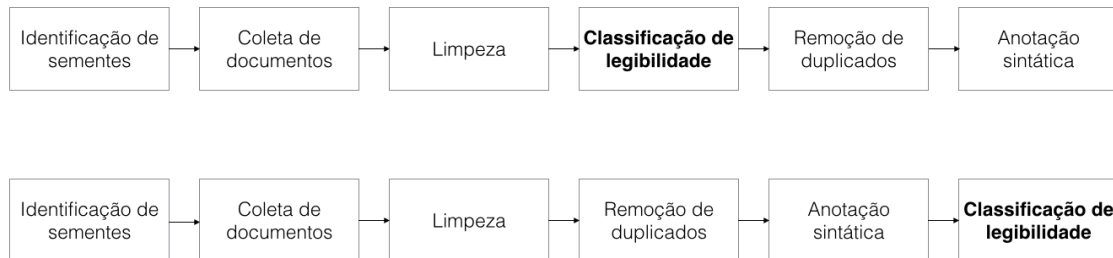 Identificação de
sementes
Coleta de
documentos
Limpeza
Classificação de
legibilidade
Remoção de
duplicados
Anotação
sintática
Identificação de
sementes
Coleta de
documentos
Limpeza
Remoção de
duplicados
Anotação
sintática
Classificação de
legibilidade